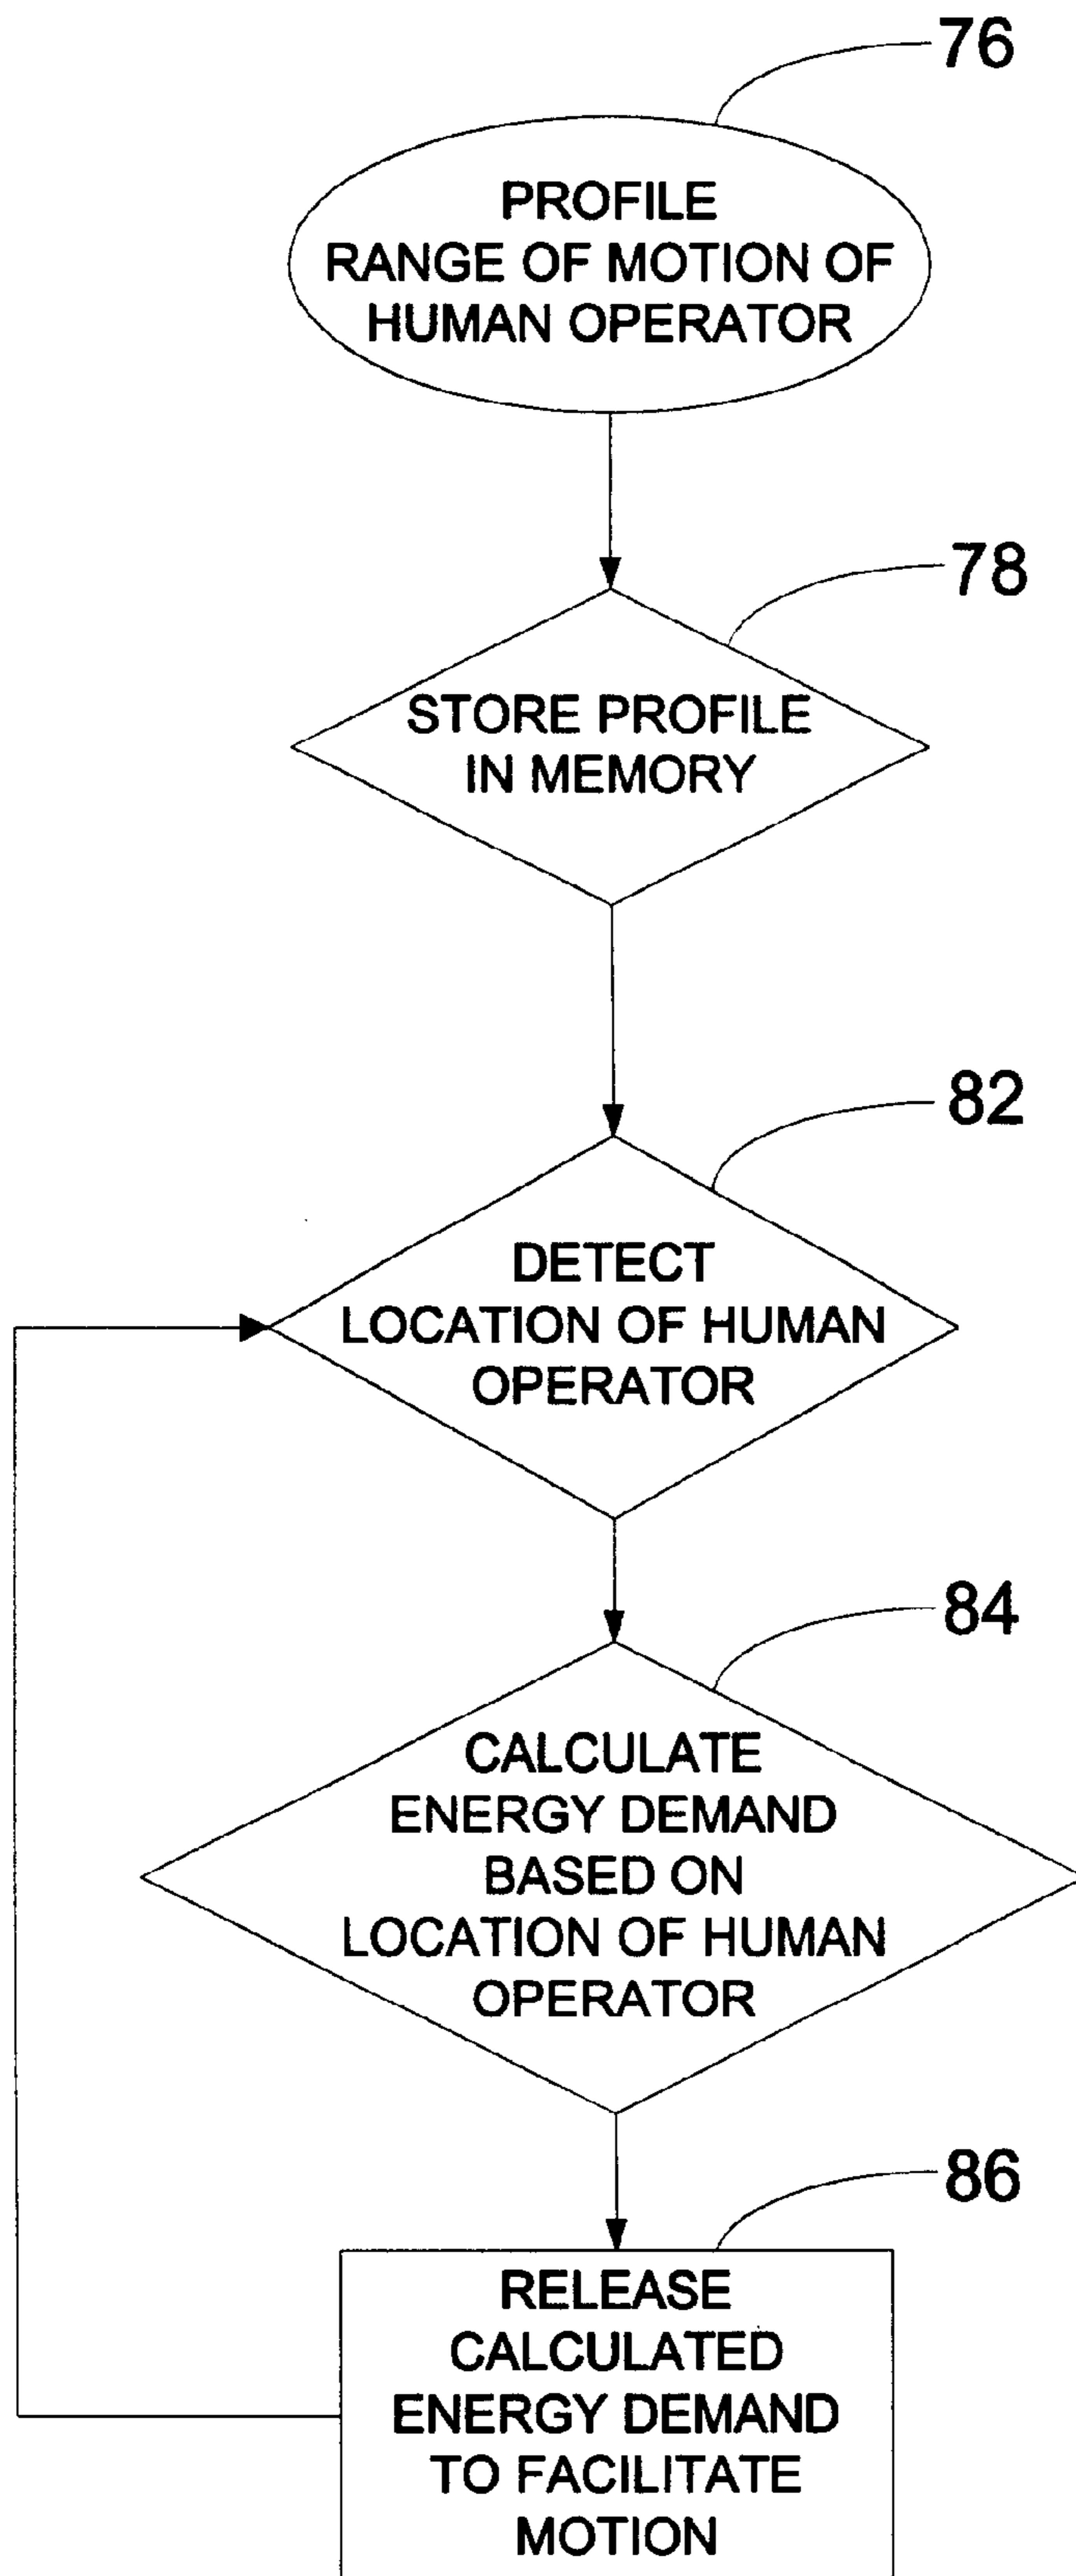 76
PROFILE
RANGE OF MOTION OF
HUMAN OPERATOR
78
STORE PROFILE
IN MEMORY
82
DETECT
LOCATION OF HUMAN
OPERATOR
84
CALCULATE
ENERGY DEMAND
BASED ON
LOCATION OF HUMAN
OPERATOR
86
RELEASE
CALCULATED
ENERGY DEMAND
TO FACILITATE
MOTION